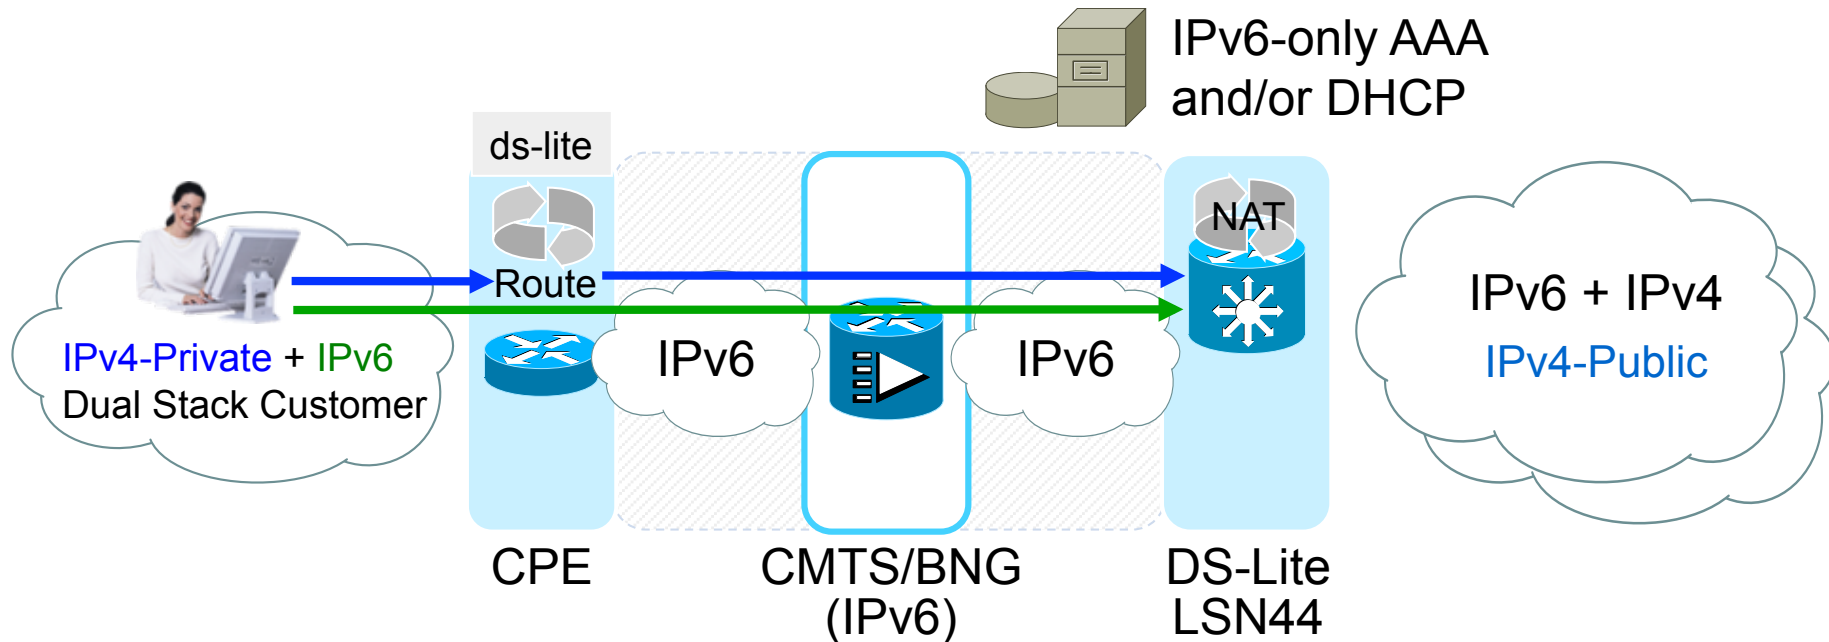 IPv6-only AAA
and/or DHCP
ds-lite
NAT
Route
IPv4-Private + IPv6
Dual Stack Customer
IPv6
IPv6
IPv6 + IPv4
IPv4-Public
CPE
CMTS/BNG
(IPv6)
DS-Lite
LSN44